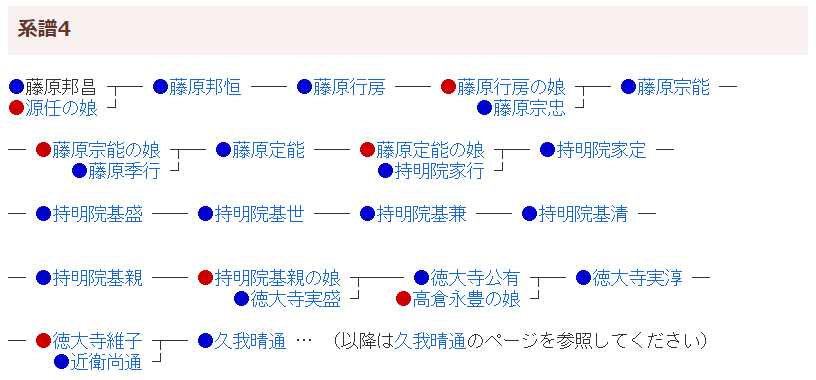 系譜4
●藤原邦昌 ┬─ ●藤原邦恒 ── ●藤原行房 ── ●藤原行房の娘 ┬─ ●藤原宗能 ─
●源任の娘 ┘ ●藤原宗忠 ┘
─ ●藤原宗能の娘 ┬─ ●藤原定能 ── ●藤原定能の娘 ┬─ ●持明院家定 ─
●藤原季行 ┘ ●持明院家行 ┘
─ ●持明院基盛 ── ●持明院基世 ── ●持明院基兼 ── ●持明院基清 ─
─ ●持明院基親 ── ●持明院基親の娘 ┬── ●徳大寺公有 ┬─ ●徳大寺実淳 ─
●徳大寺実盛 ┘ ●高倉永豊の娘 ┘
─ ●徳大寺維子 ┬─ ●久我晴通 … （以降は久我晴通のページを参照してください）
●近衛尚通 ┘